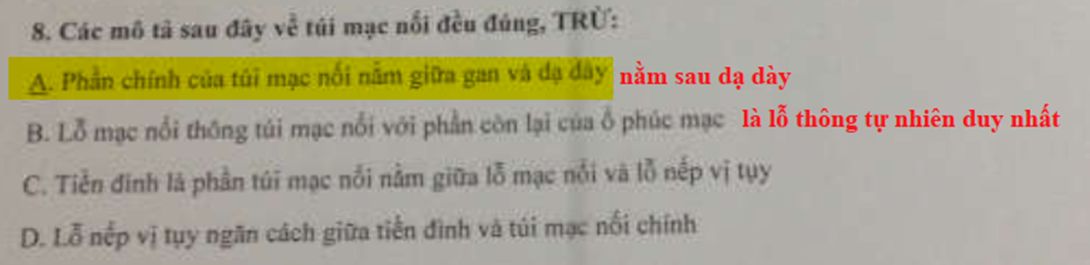 8. Các mô tả sau đây về túi mạc nối đều đúng, TRỪ:
A. Phần chính của túi mạc nối nằm giữa gan và dạ dày nằm sau dạ dày
B. Lỗ mạc nối thông túi mạc nối với phần còn lại của ổ phúc mạc là lỗ thông tự nhiên duy nhất
C. Tiền đình là phần túi mạc nối nằm giữa lỗ mạc nối và lỗ nếp vị tụy
D. Lỗ nếp vị tụy ngăn cách giữa tiền đình và túi mạc nối chính